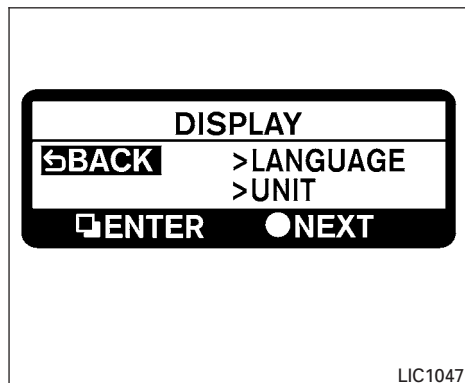 DISPLAY
BACK >LANGUAGE
>UNIT
ENTER NEXT
LIC1047